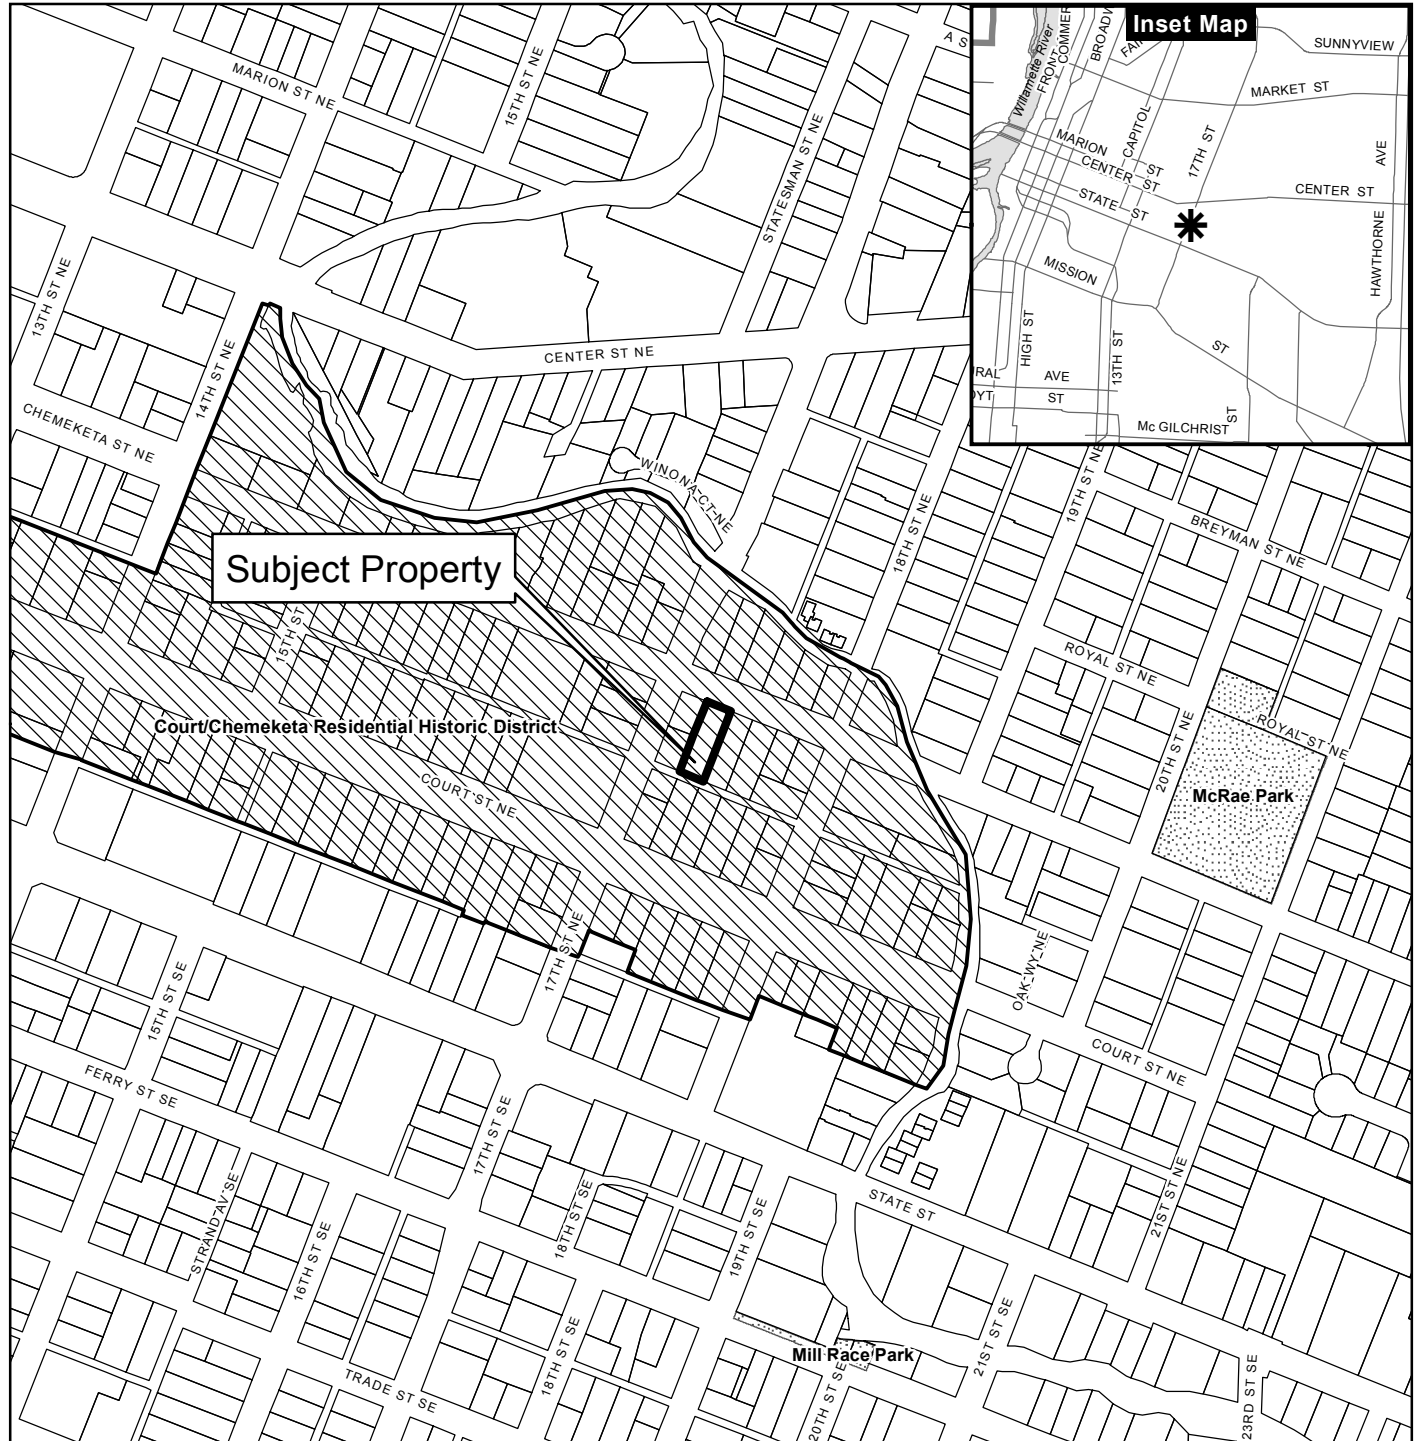 Inset Map
Willamette River
FRONT
COMMER
BROADW
FAIR
SUNNYVIEW
MARKET ST
CAPITOL
17TH ST
AVE
MARION ST
CENTER ST
CENTER ST
STATE ST
HAWTHORNE
MISSION
ST
HIGH ST
13TH ST
RAL AVE
OYT ST
ST
Mc GILCHRIST
A S
MARION ST NE
15TH ST NE
STATESMAN ST NE
13TH ST NE
14TH ST NE
CENTER ST NE
CHEMEKETA ST NE
WINONA CT NE
18TH ST NE
19TH ST NE
BREYMAN ST NE
Subject Property
15TH ST
ROYAL ST NE
ROYAL ST NE
20TH ST NE
Court/Chemeketa Residential Historic District
COURT ST NE
McRae Park
17TH ST NE
OAK WY NE
15TH ST SE
COURT ST NE
FERRY ST SE
17TH ST SE
STRAND AV SE
18TH ST SE
19TH ST SE
STATE ST
21ST ST NE
16TH ST SE
18TH ST SE
21ST ST SE
Mill Race Park
20TH ST SE
TRADE ST SE
23RD ST SE